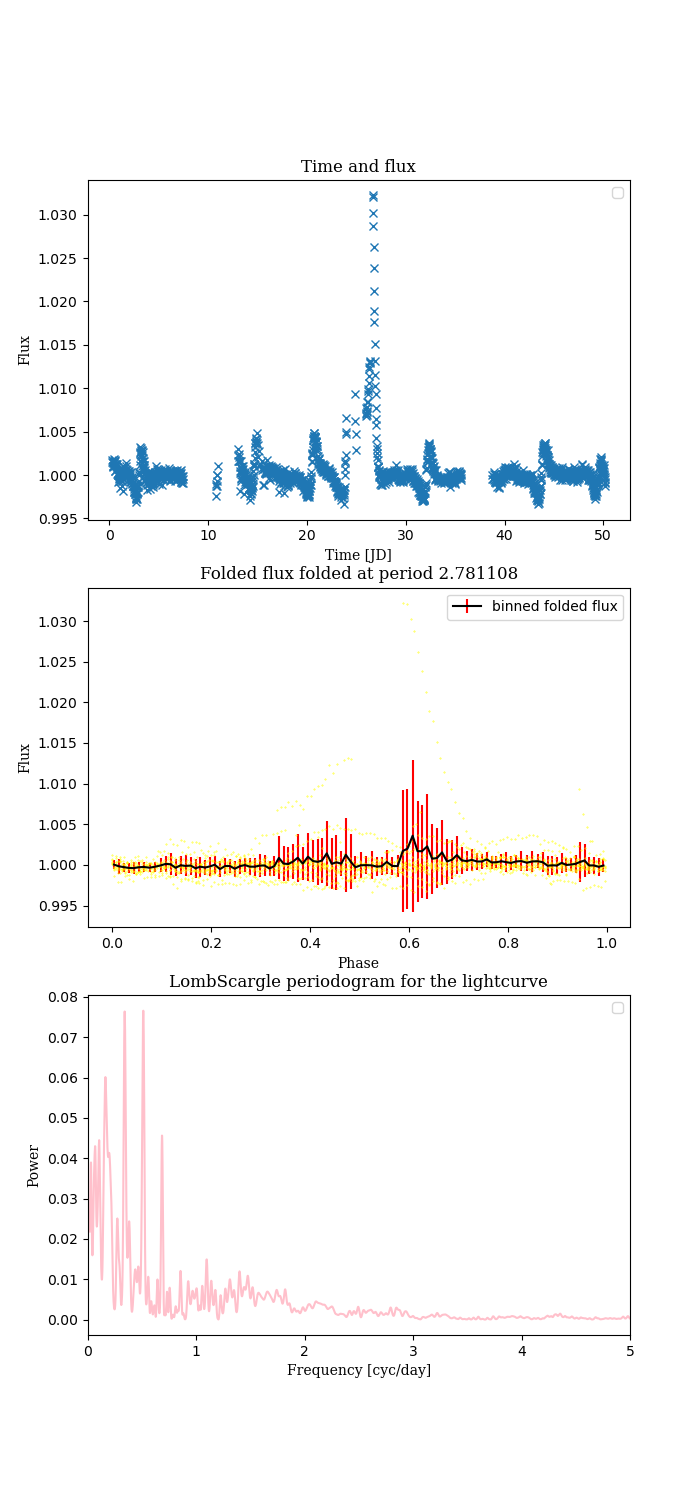 Time and flux
1.030
1.025
1.020
1.015
1.010
1.005
1.000
0.995
Flux
0 10 20 30 40 50
Time [JD]
Folded flux folded at period 2.781108
binned folded flux
1.030
1.025
1.020
1.015
1.010
1.005
1.000
0.995
Flux
0.0 0.2 0.4 0.6 0.8 1.0
Phase
LombScargle periodogram for the lightcurve
0.08
0.07
0.06
0.05
0.04
0.03
0.02
0.01
0.00
Power
0 1 2 3 4 5
Frequency [cyc/day]